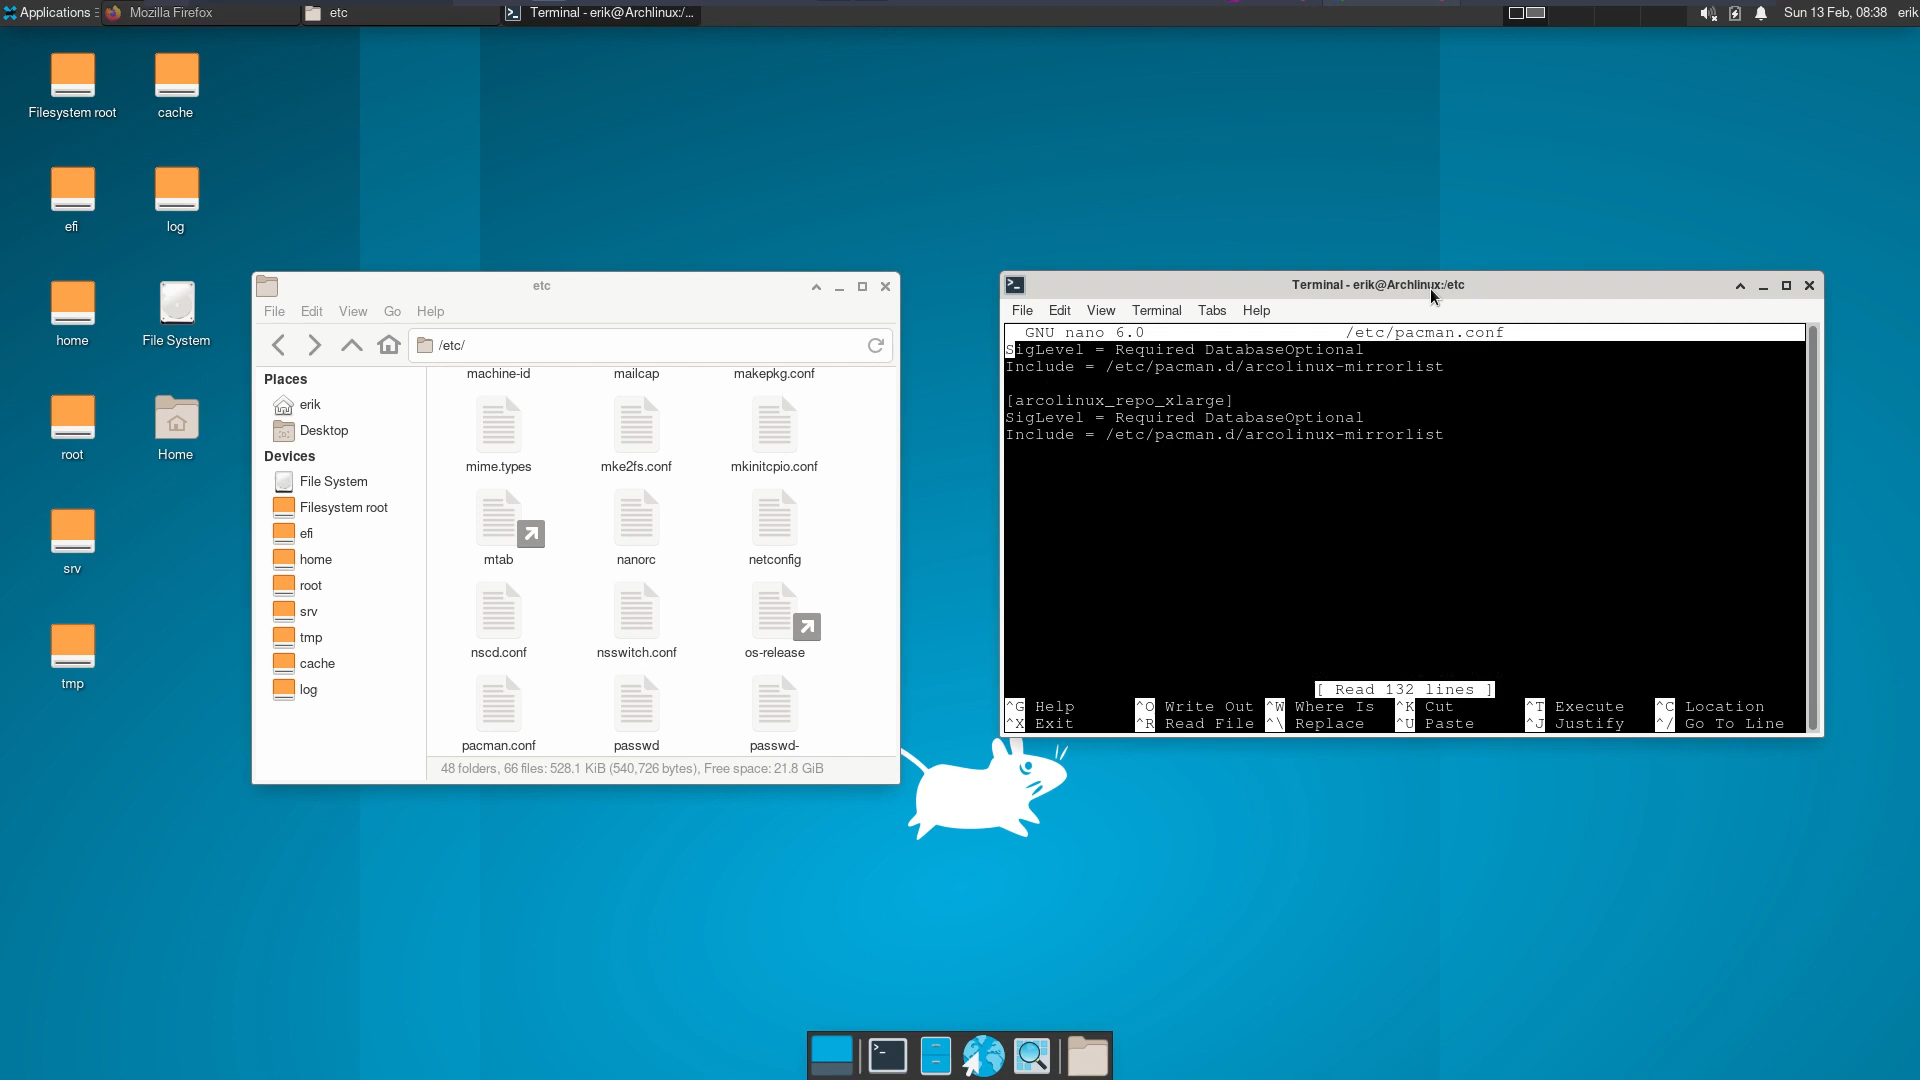 Applications
Mozilla Firefox
etc
Terminal - erik@Archlinux:/...
Sun 13 Feb, 08:38
erik
Filesystem root
cache
efi
log
home
File System
root
Home
srv
tmp
etc
File Edit View Go Help
/etc/
Places
erik
Desktop
Devices
File System
Filesystem root
efi
home
root
srv
tmp
cache
log
machine-id mailcap makepkg.conf
mime.types mke2fs.conf mkinitcpio.conf
mtab nanorc netconfig
nscd.conf nsswitch.conf os-release
pacman.conf passwd passwd-
48 folders, 66 files: 528.1 KiB (540,726 bytes), Free space: 21.8 GiB
Terminal - erik@Archlinux:/etc
File Edit View Terminal Tabs Help
GNU nano 6.0 /etc/pacman.conf
SigLevel = Required DatabaseOptional
Include = /etc/pacman.d/arcolinux-mirrorlist
[arcolinux_repo_xlarge]
SigLevel = Required DatabaseOptional
Include = /etc/pacman.d/arcolinux-mirrorlist
[ Read 132 lines ]
^G Help ^O Write Out ^W Where Is ^K Cut ^T Execute ^C Location
^X Exit ^R Read File ^\ Replace ^U Paste ^J Justify ^/ Go To Line